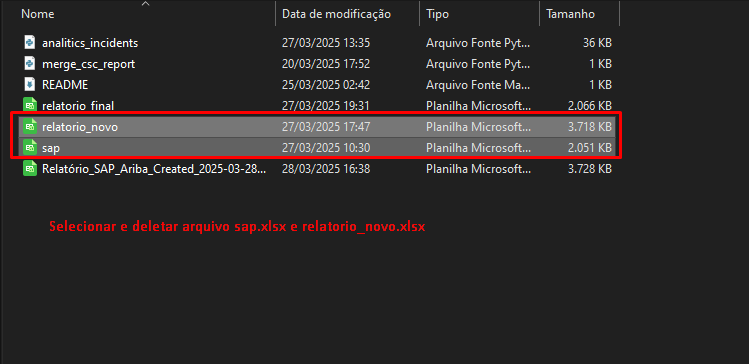 Nome Data de modificação Tipo Tamanho
analitics_incidents 27/03/2025 13:35 Arquivo Fonte Pyt... 36 KB
merge_csc_report 20/03/2025 17:52 Arquivo Fonte Pyt... 1 KB
README 25/03/2025 02:42 Arquivo Fonte Ma... 1 KB
relatorio_final 27/03/2025 19:31 Planilha Microsoft... 2.066 KB
relatorio_novo 27/03/2025 17:47 Planilha Microsoft... 3.718 KB
sap 27/03/2025 10:30 Planilha Microsoft... 2.051 KB
Relatório_SAP_Ariba_Created_2025-03-28... 28/03/2025 16:38 Planilha Microsoft... 3.728 KB
Selecionar e deletar arquivo sap.xlsx e relatorio_novo.xlsx